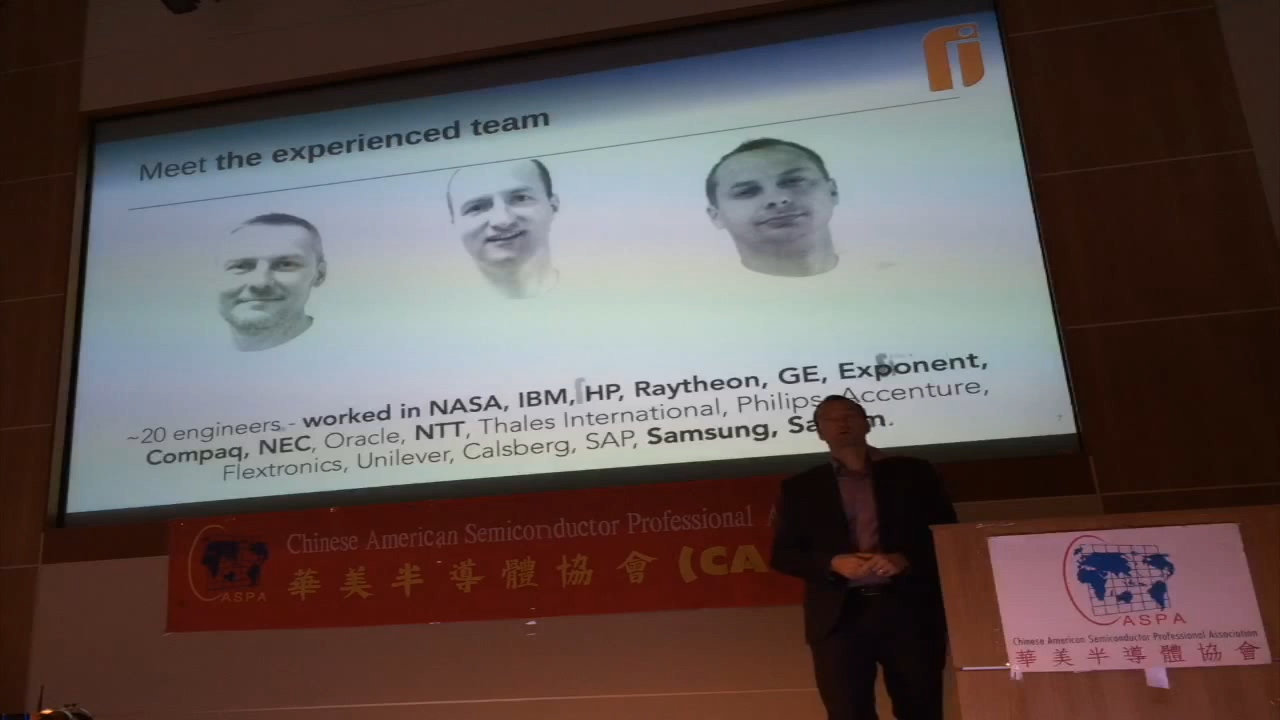 Meet the experienced team
~20 engineers - worked in NASA, IBM, HP, Raytheon, GE, Exponent,
Compaq, NEC, Oracle, NTT, Thales International, Philips, Accenture,
Flextronics, Unilever, Calsberg, SAP, Samsung,
Chinese American Semiconductor Professional
華美半導體協會 (CA
CASPA
CASPA
Chinese American Semiconductor Professional Association
華美半導體協會